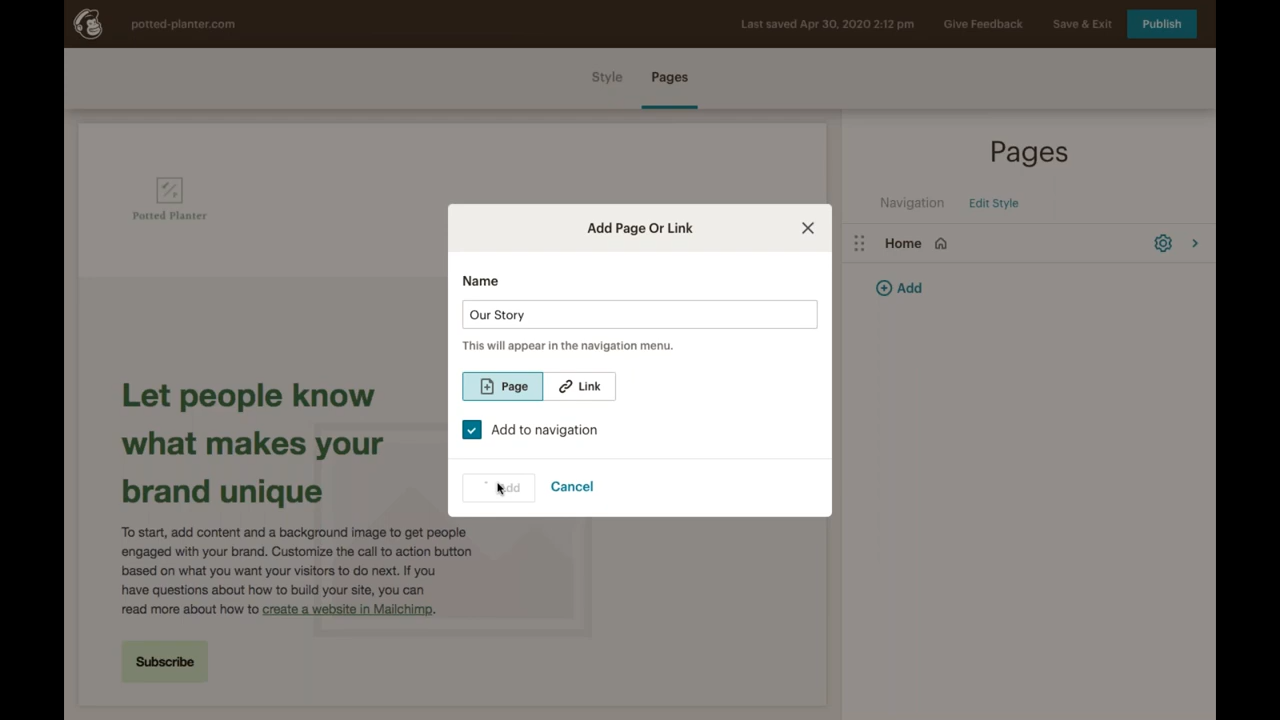 potted-planter.com
Last saved Apr 30, 2020 2:12 pm
Give Feedback
Save & Exit
Publish
Style
Pages
Potted Planter
Let people know
what makes your
brand unique
To start, add content and a background image to get people
engaged with your brand. Customize the call to action button
based on what you want your visitors to do next. If you
have questions about how to build your site, you can
read more about how to create a website in Mailchimp.
Subscribe
Add Page Or Link
Name
Our Story
This will appear in the navigation menu.
Page
Link
Add to navigation
Cancel
Pages
Navigation
Edit Style
Home
Add